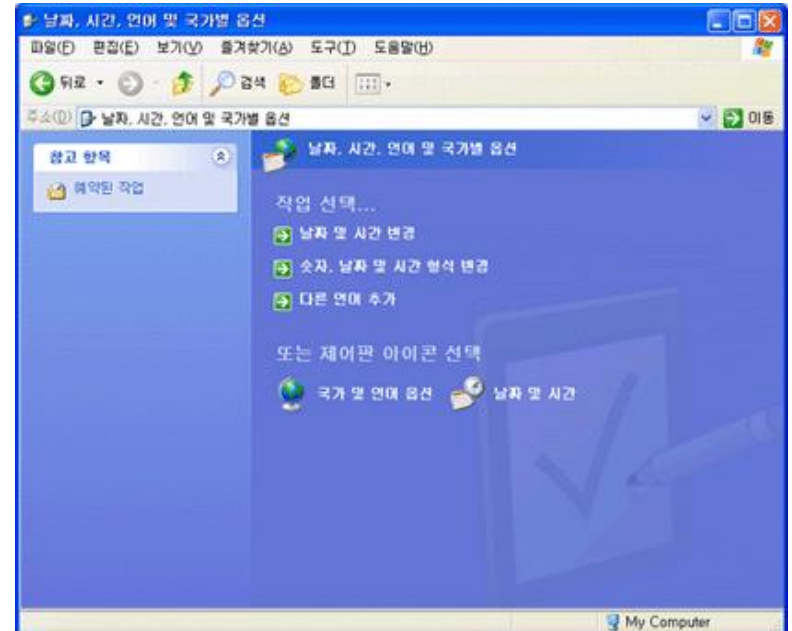 날짜, 시간, 언어 및 국가별 옵션
파일(F) 편집(E) 보기(V) 즐겨찾기(A) 도구(T) 도움말(H)
뒤로 검색 폴더
주소(D) 날짜, 시간, 언어 및 국가별 옵션 이동
참고 항목
예약된 작업
날짜, 시간, 언어 및 국가별 옵션
작업 선택...
날짜 및 시간 변경
숫자, 날짜 및 시간 형식 변경
다른 언어 추가
또는 제어판 아이콘 선택
국가 및 언어 옵션 날짜 및 시간
My Computer